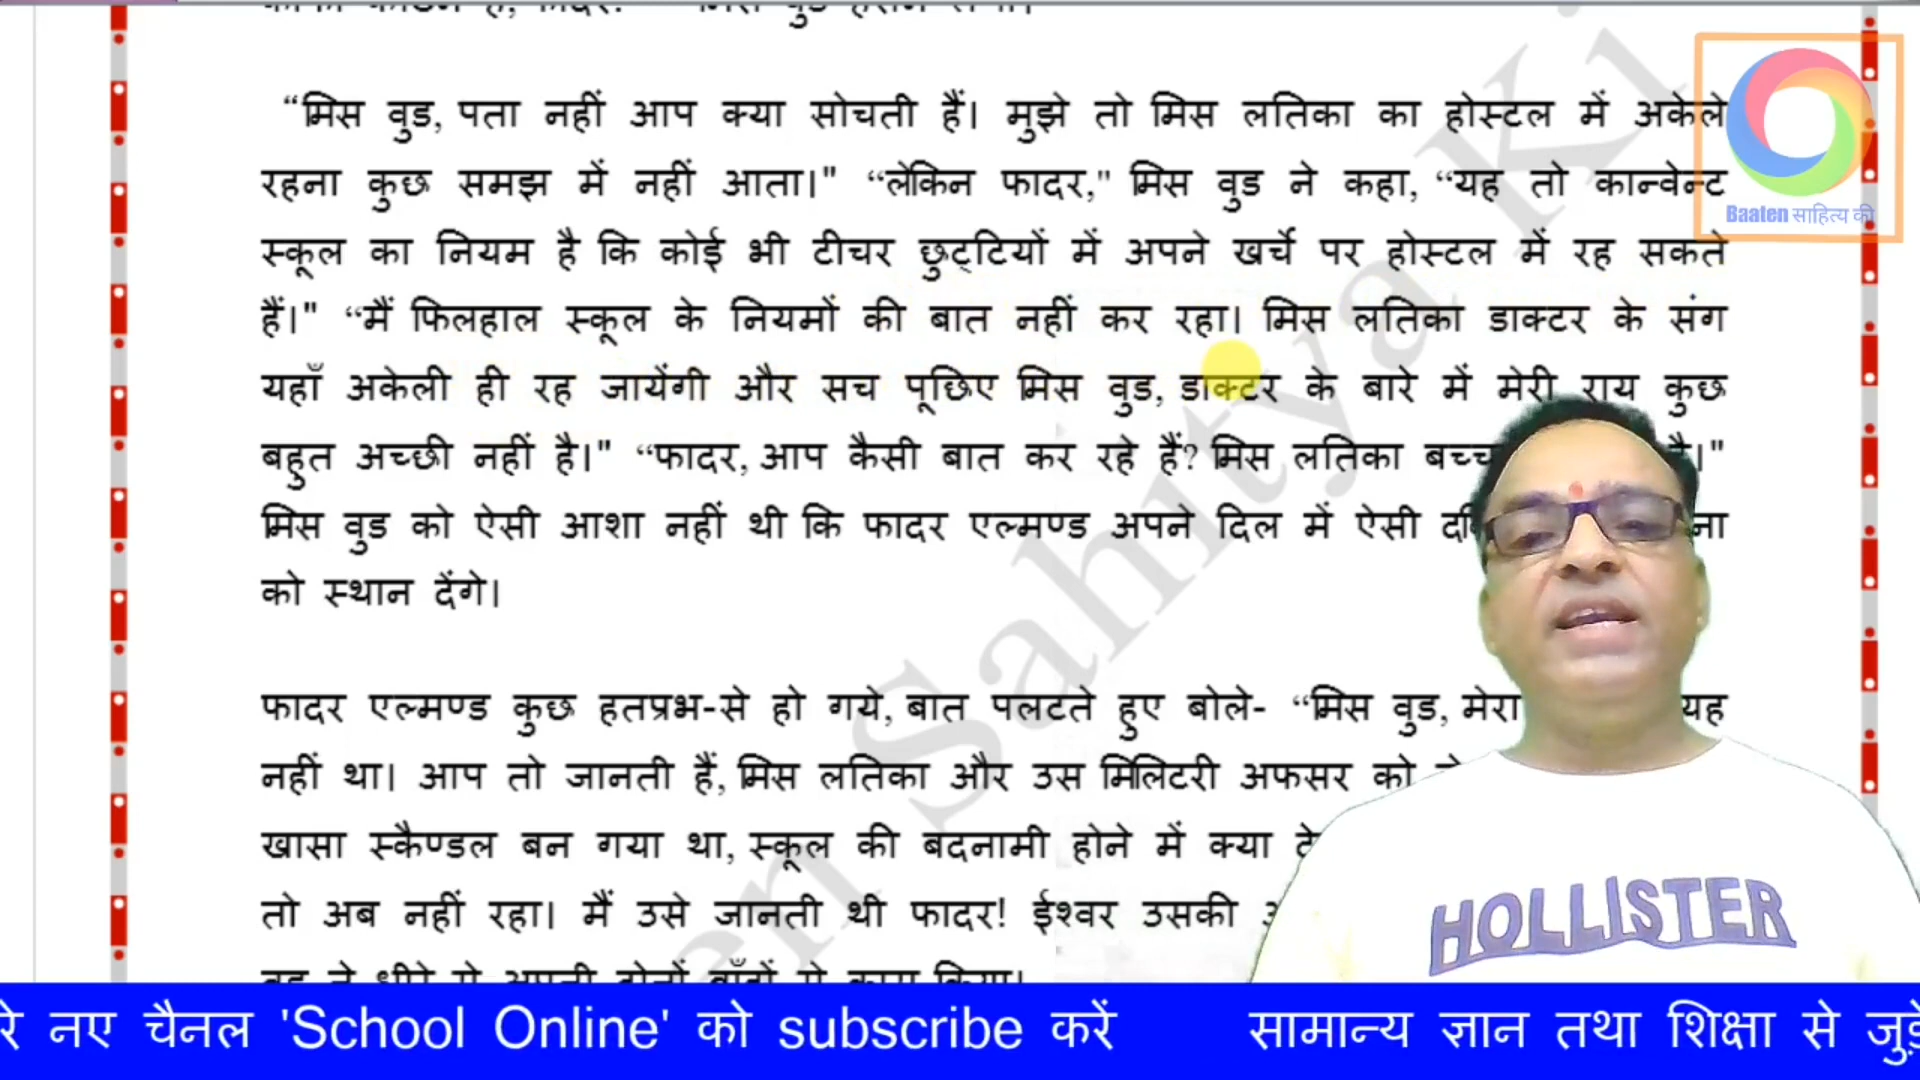 “मिस वुड, पता नहीं आप क्या सोचती हैं। मुझे तो मिस लतिका का होस्टल में अकेले
रहना कुछ समझ में नहीं आता।" “लेकिन फादर," मिस वुड ने कहा, “यह तो कान्वेन्ट
स्कूल का नियम है कि कोई भी टीचर छुट्टियों में अपने खर्चे पर होस्टल में रह सकते
हैं।" “मैं फिलहाल स्कूल के नियमों की बात नहीं कर रहा। मिस लतिका डाक्टर के संग
यहाँ अकेली ही रह जायेंगी और सच पूछिए मिस वुड, डाक्टर के बारे में मेरी राय कुछ
बहुत अच्छी नहीं है।" “फादर, आप कैसी बात कर रहे हैं? मिस लतिका है।"
मिस वुड को ऐसी आशा नहीं थी कि फादर एल्मण्ड अपने दिल में ऐसी
को स्थान देंगे।
फादर एल्मण्ड कुछ हतप्रभ-से हो गये, बात पलटते हुए बोले- “मिस वुड, मेरा यह
नहीं था। आप तो जानती हैं, मिस लतिका और उस मिलिटरी अफसर को
खासा स्कैण्डल बन गया था, स्कूल की बदनामी होने में क्या
तो अब नहीं रहा। मैं उसे जानती थी फादर! ईश्वर उसकी
Baaten साहित्य की
Sahitya Ki
HOLLISTER
नए चैनल 'School Online' को subscribe करें सामान्य ज्ञान तथा शिक्षा से